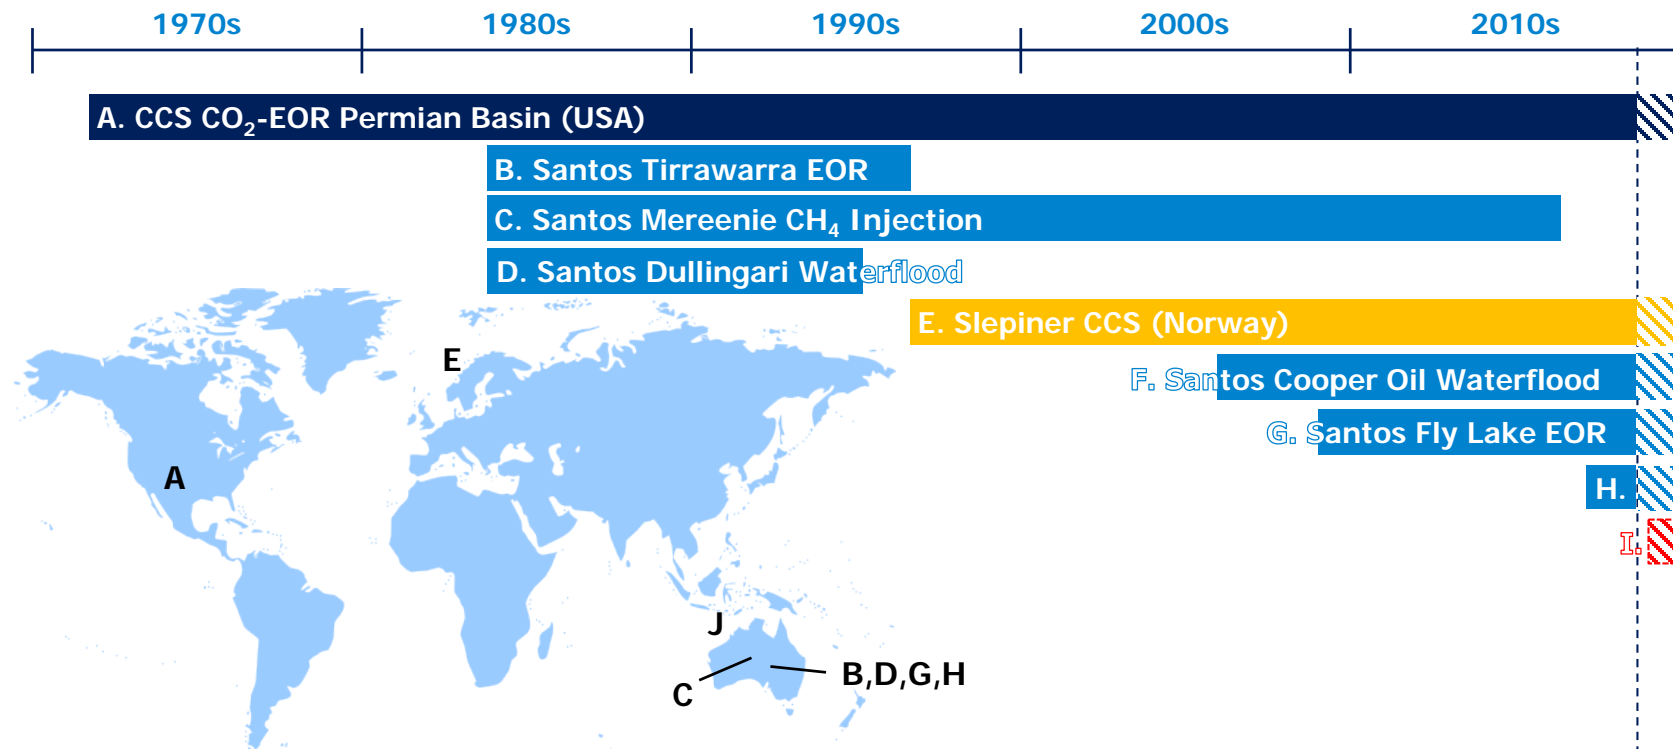 1970s 1980s 1990s 2000s 2010s
A. CCS CO₂-EOR Permian Basin (USA)
B. Santos Tirrawarra EOR
C. Santos Mereenie CH₄ Injection
D. Santos Dullingari Waterflood
E. Slepiner CCS (Norway)
F. Santos Cooper Oil Waterflood
G. Santos Fly Lake EOR
H.
I.
E
A
J
B,D,G,H
C